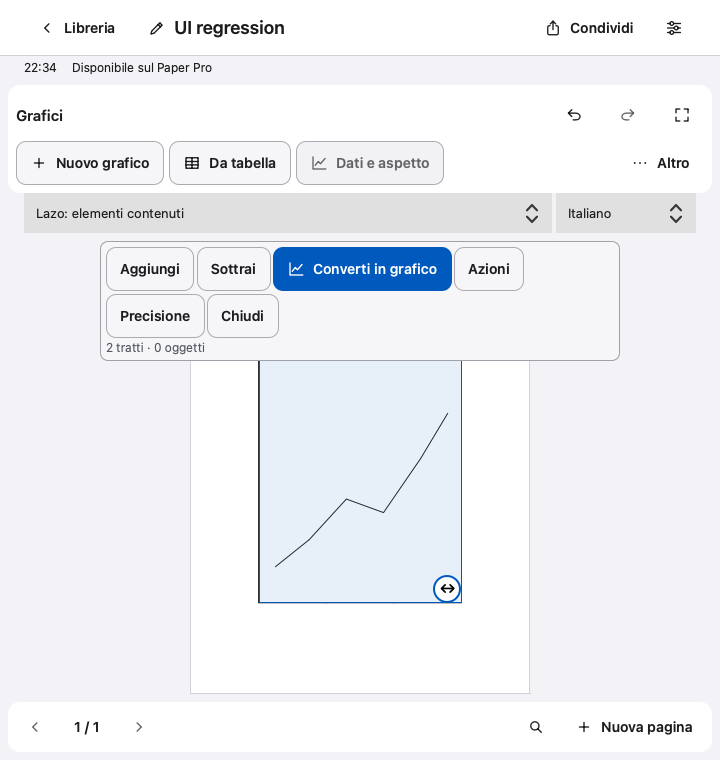 Libreria
UI regression
Condividi
22:34 Disponibile sul Paper Pro
Grafici
Nuovo grafico
Da tabella
Dati e aspetto
Altro
Lazo: elementi contenuti
Italiano
Aggiungi
Sottrai
Converti in grafico
Azioni
Precisione
Chiudi
2 tratti · 0 oggetti
1 / 1
Nuova pagina